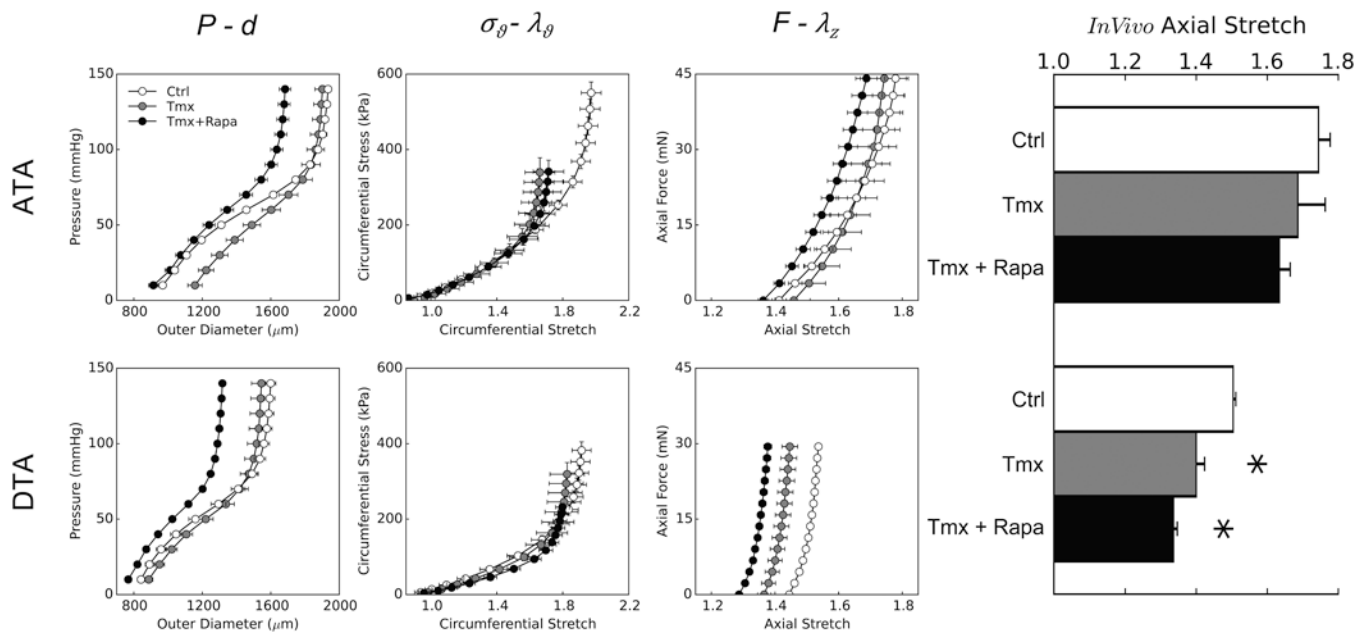 P - d
σ_ϑ - λ_ϑ
F - λ_z
InVivo Axial Stretch
1.0 1.2 1.4 1.6 1.8
ATA
Pressure (mmHg)
150
100
50
0
Ctrl
Tmx
Tmx+Rapa
800 1200 1600 2000
Outer Diameter (μm)
Circumferential Stress (kPa)
600
400
200
0
1.0 1.4 1.8 2.2
Circumferential Stretch
Axial Force (mN)
45
30
15
0
1.2 1.4 1.6 1.8
Axial Stretch
Ctrl
Tmx
Tmx + Rapa
DTA
Pressure (mmHg)
150
100
50
0
800 1200 1600 2000
Outer Diameter (μm)
Circumferential Stress (kPa)
600
400
200
0
1.0 1.4 1.8 2.2
Circumferential Stretch
Axial Force (mN)
45
30
15
0
1.2 1.4 1.6 1.8
Axial Stretch
Ctrl
Tmx
*
Tmx + Rapa
*